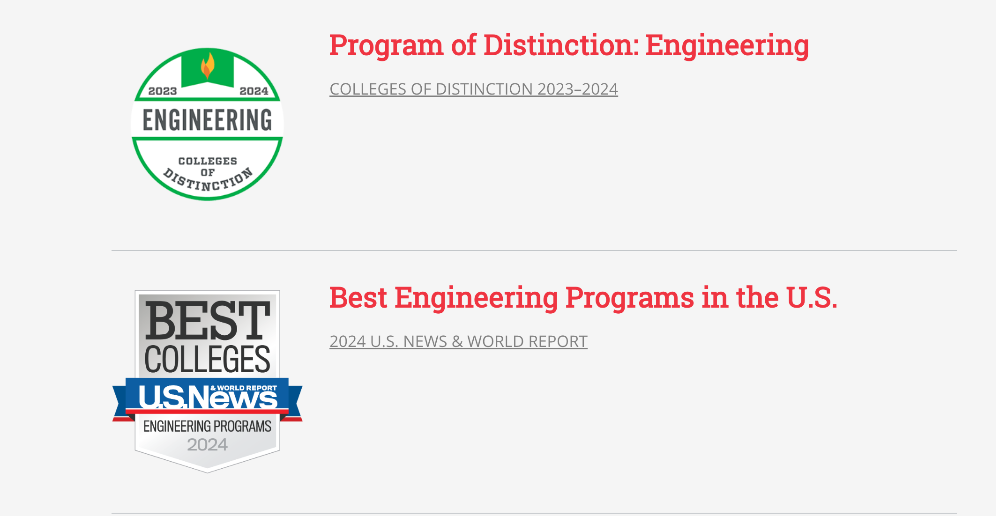 2023 2024
ENGINEERING
COLLEGES
OF
DISTINCTION
Program of Distinction: Engineering
COLLEGES OF DISTINCTION 2023–2024
BEST
COLLEGES
U.S.News & WORLD REPORT
ENGINEERING PROGRAMS
2024
Best Engineering Programs in the U.S.
2024 U.S. NEWS & WORLD REPORT